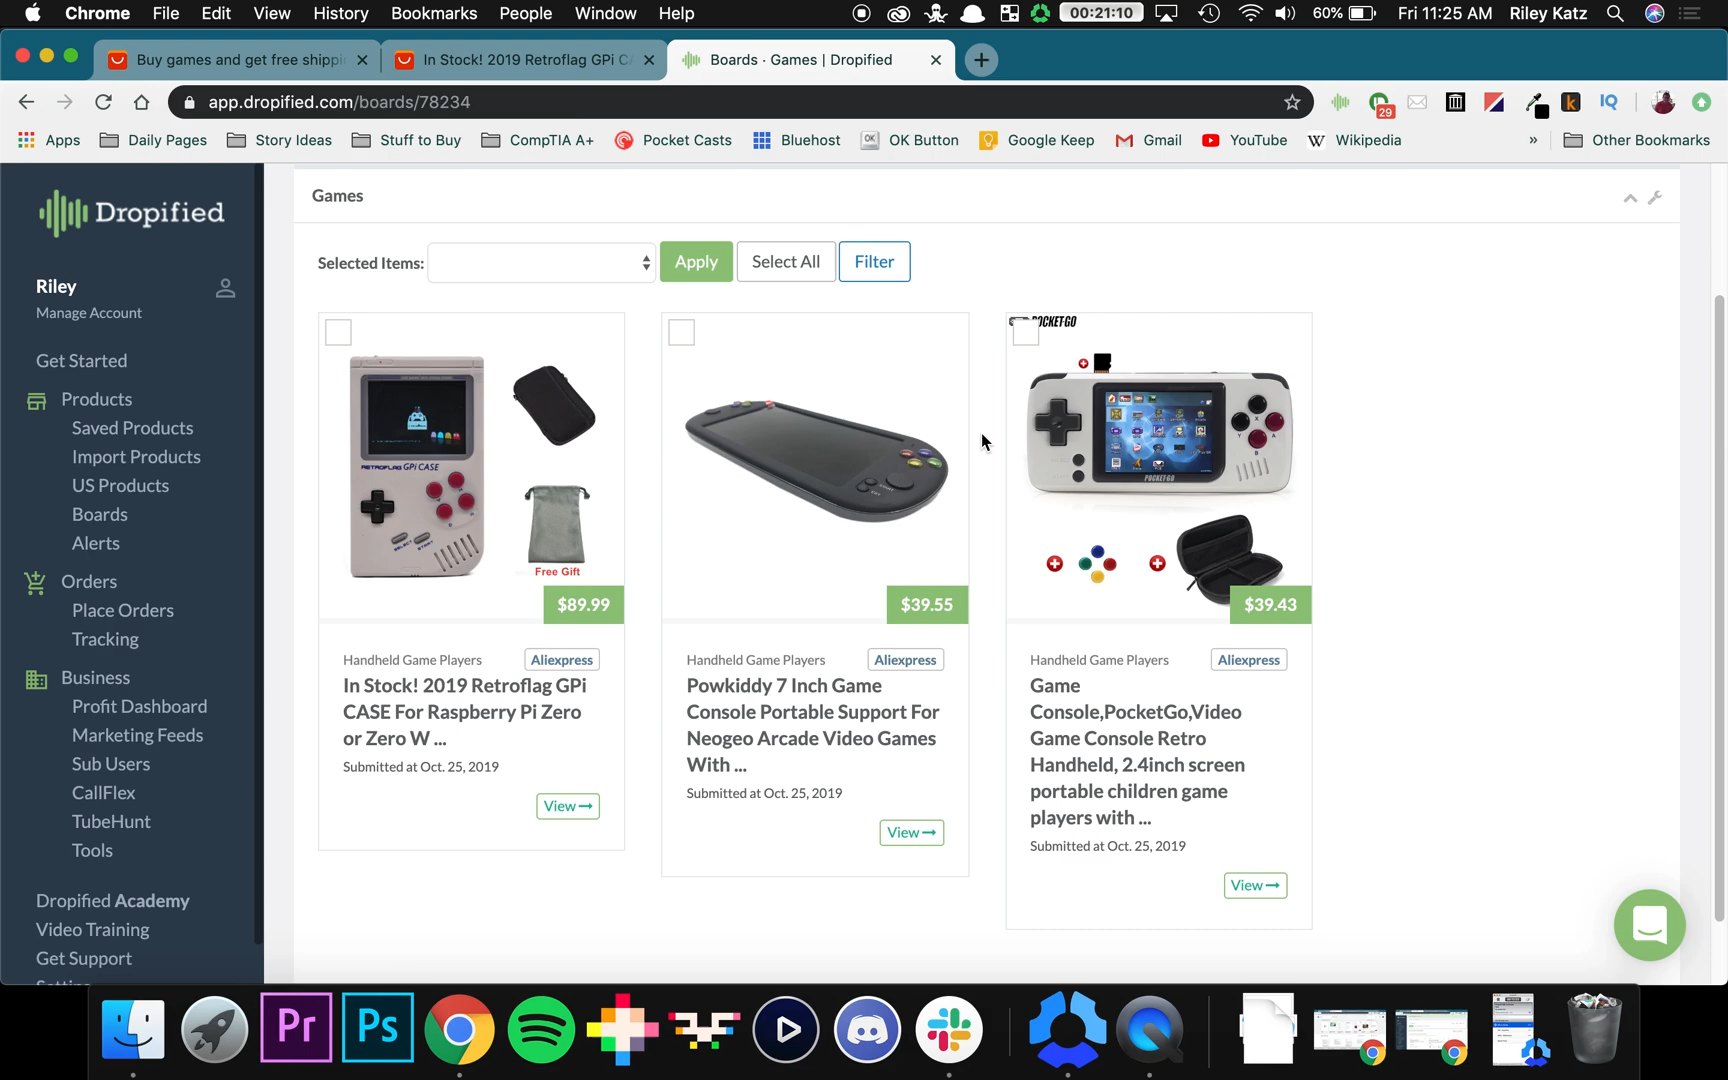 Chrome File Edit View History Bookmarks People Window Help 00:21:10 60% Fri 11:25 AM Riley Katz
Buy games and get free shippi
In Stock! 2019 Retroflag GPi C
Boards · Games | Dropified
app.dropified.com/boards/78234
29
k
IQ
Apps Daily Pages Story Ideas Stuff to Buy CompTIA A+ Pocket Casts Bluehost OK OK Button Google Keep Gmail YouTube W Wikipedia » Other Bookmarks
Dropified
Riley
Manage Account
Get Started
Products
Saved Products
Import Products
US Products
Boards
Alerts
Orders
Place Orders
Tracking
Business
Profit Dashboard
Marketing Feeds
Sub Users
CallFlex
TubeHunt
Tools
Dropified Academy
Video Training
Get Support
Games
Selected Items:
Apply
Select All
Filter
RETROFLAG GPi CASE
SELECT START
Free Gift
$89.99
Handheld Game Players
Aliexpress
In Stock! 2019 Retroflag GPi
CASE For Raspberry Pi Zero
or Zero W ...
Submitted at Oct. 25, 2019
View
$39.55
Handheld Game Players
Aliexpress
Powkiddy 7 Inch Game
Console Portable Support For
Neogeo Arcade Video Games
With ...
Submitted at Oct. 25, 2019
View
POCKETGO
X
Y
A
B
POCKETGO
$39.43
Handheld Game Players
Aliexpress
Game
Console,PocketGo,Video
Game Console Retro
Handheld, 2.4inch screen
portable children game
players with ...
Submitted at Oct. 25, 2019
View
Pr
Ps